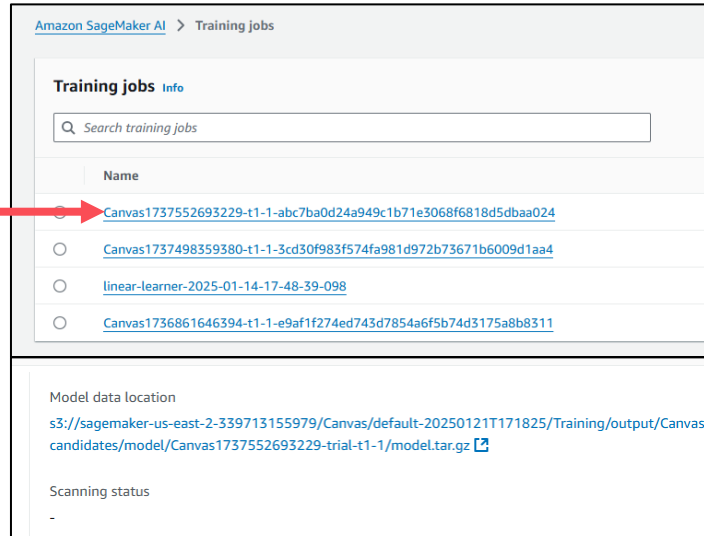 Amazon SageMaker AI > Training jobs
Training jobs Info
Search training jobs
Name
Canvas1737552693229-t1-1-abc7ba0d24a949c1b71e3068f6818d5dbaa024
Canvas1737498359380-t1-1-3cd30f983f574fa981d972b73671b6009d1aa4
linear-learner-2025-01-14-17-48-39-098
Canvas1736861646394-t1-1-e9af1f274ed743d7854a6f5b74d3175a8b8311
Model data location
s3://sagemaker-us-east-2-339713155979/Canvas/default-20250121T171825/Training/output/Canvas
candidates/model/Canvas1737552693229-trial-t1-1/model.tar.gz
Scanning status
-